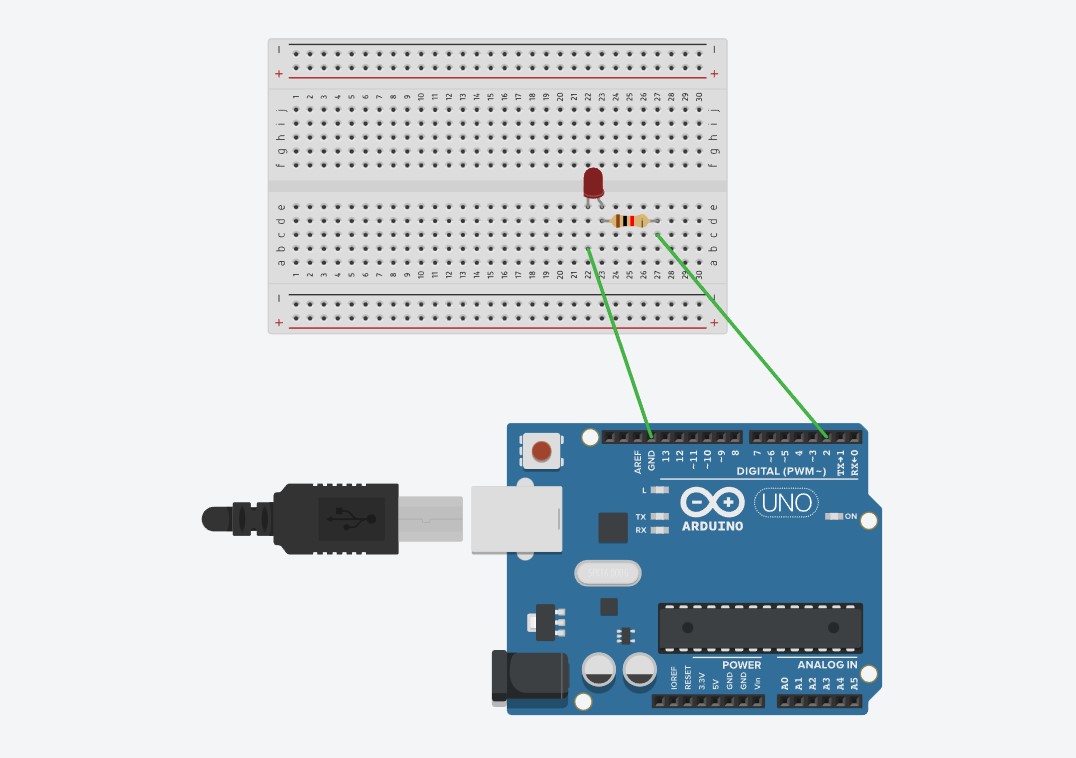 − −
+ +
1 2 3 4 5 6 7 8 9 10 11 12 13 14 15 16 17 18 19 20 21 22 23 24 25 26 27 28 29 30
j j
i i
h h
g g
f f
e e
d d
c c
b b
a a
1 2 3 4 5 6 7 8 9 10 11 12 13 14 15 16 17 18 19 20 21 22 23 24 25 26 27 28 29 30
− −
+ +
AREF GND 13 12 ~11 ~10 ~9 8 7 ~6 ~5 4 ~3 2 TX→1 RX←0
DIGITAL (PWM~)
L
TX
RX
ARDUINO
UNO
ON
POWER
ANALOG IN
IOREF RESET 3.3V 5V GND GND Vin A0 A1 A2 A3 A4 A5